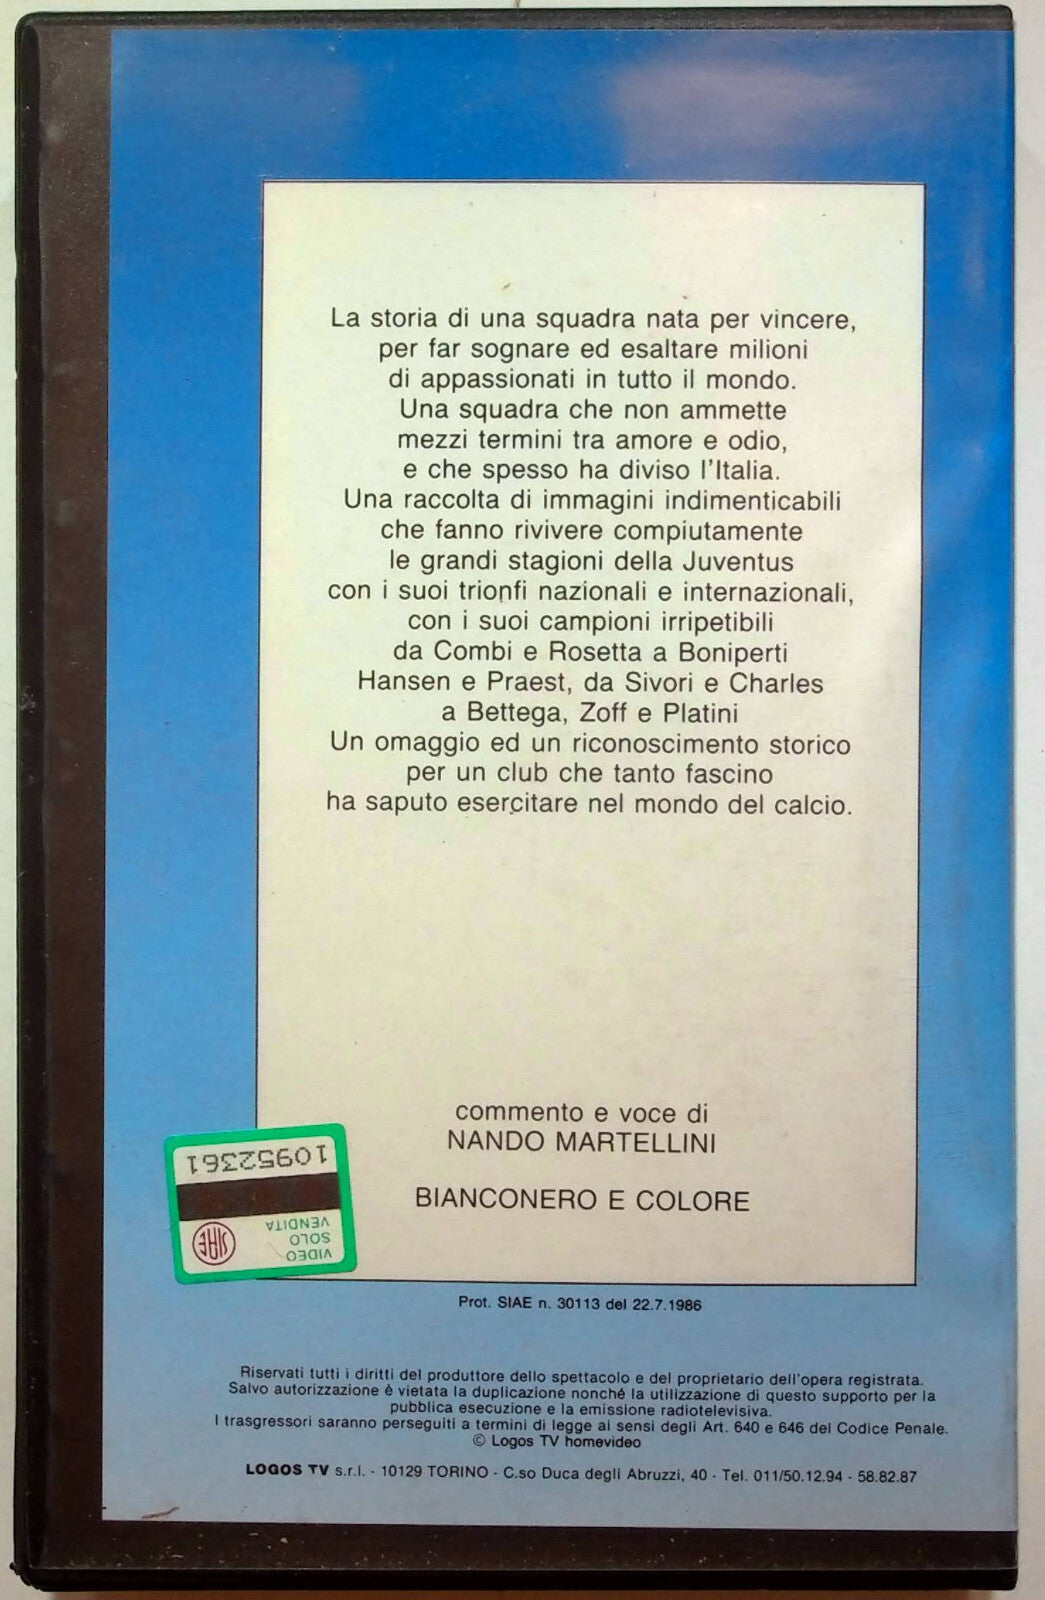 La storia di una squadra nata per vincere,
per far sognare ed esaltare milioni
di appassionati in tutto il mondo.
Una squadra che non ammette
mezzi termini tra amore e odio,
e che spesso ha diviso l'Italia.
Una raccolta di immagini indimenticabili
che fanno rivivere compiutamente
le grandi stagioni della Juventus
con i suoi trionfi nazionali e internazionali,
con i suoi campioni irripetibili
da Combi e Rosetta a Boniperti
Hansen e Praest, da Sivori e Charles
a Bettega, Zoff e Platini
Un omaggio ed un riconoscimento storico
per un club che tanto fascino
ha saputo esercitare nel mondo del calcio.
commento e voce di
NANDO MARTELLINI
BIANCONERO E COLORE
VIDEO
SOLO
VENDITA
SIAE
10952361
Prot. SIAE n. 30113 del 22.7.1986
Riservati tutti i diritti del produttore dello spettacolo e del proprietario dell'opera registrata.
Salvo autorizzazione è vietata la duplicazione nonché la utilizzazione di questo supporto per la
pubblica esecuzione e la emissione radiotelevisiva.
I trasgressori saranno perseguiti a termini di legge ai sensi degli Art. 640 e 646 del Codice Penale.
© Logos TV homevideo
LOGOS TV s.r.l. - 10129 TORINO - C.so Duca degli Abruzzi, 40 - Tel. 011/50.12.94 - 58.82.87